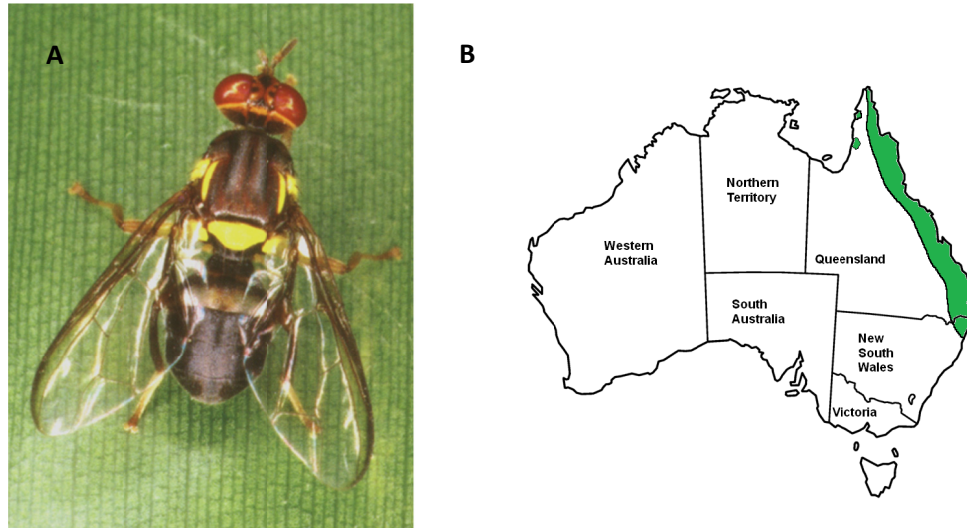 A
B
Northern
Territory
Western
Australia
Queensland
South
Australia
New
South
Wales
Victoria